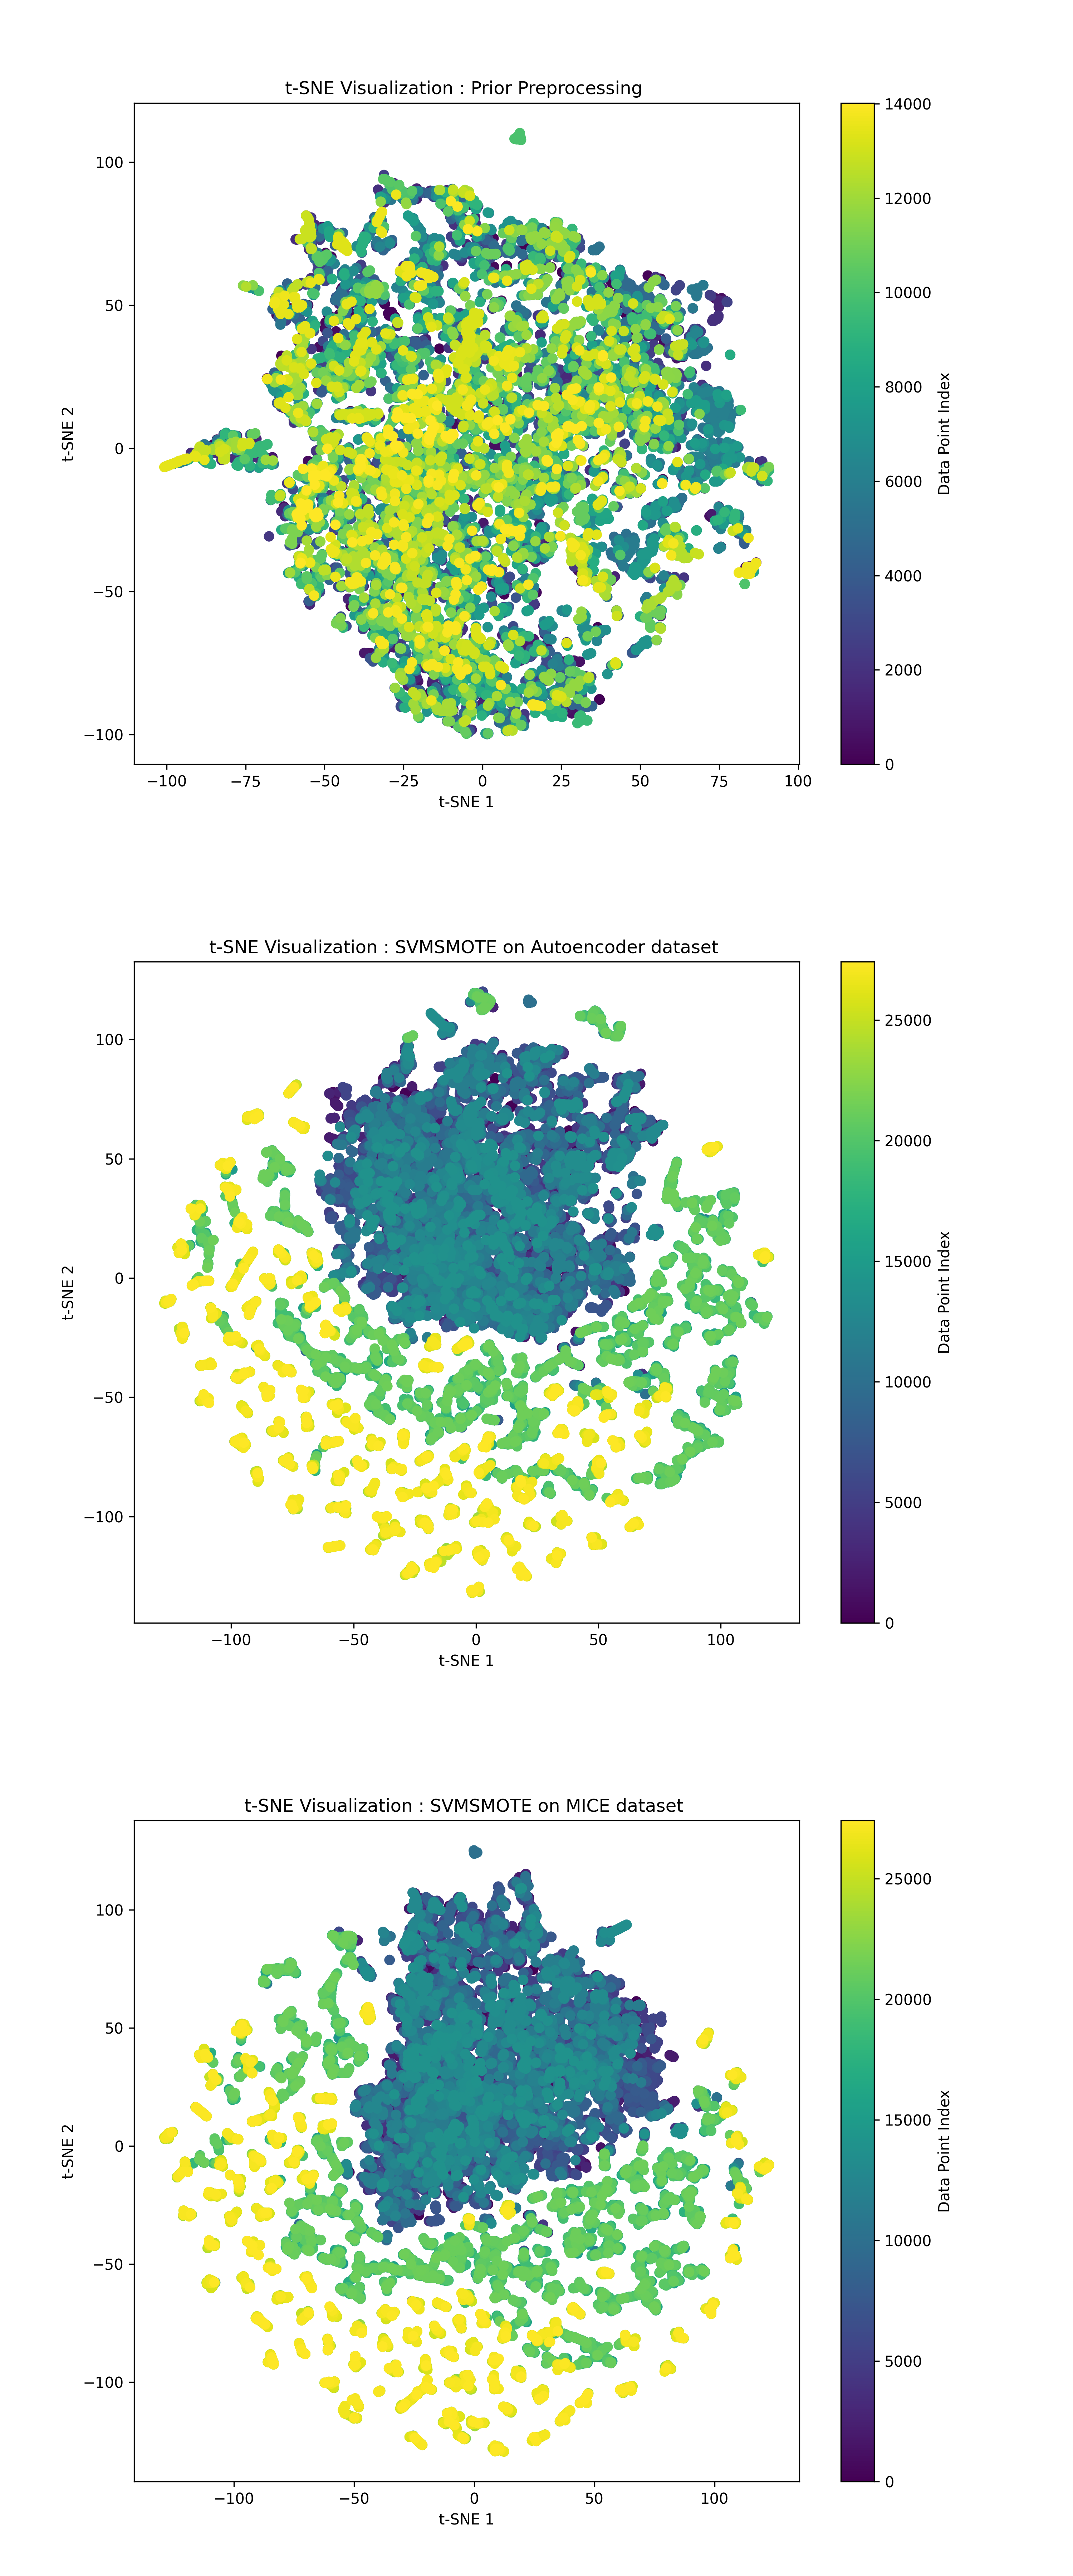 t-SNE Visualization : Prior Preprocessing
100
50
0
−50
−100
t-SNE 2
−100 −75 −50 −25 0 25 50 75 100
t-SNE 1
14000
12000
10000
8000
6000
4000
2000
0
Data Point Index
t-SNE Visualization : SVMSMOTE on Autoencoder dataset
100
50
0
−50
−100
t-SNE 2
−100 −50 0 50 100
t-SNE 1
25000
20000
15000
10000
5000
0
Data Point Index
t-SNE Visualization : SVMSMOTE on MICE dataset
100
50
0
−50
−100
t-SNE 2
−100 −50 0 50 100
t-SNE 1
25000
20000
15000
10000
5000
0
Data Point Index